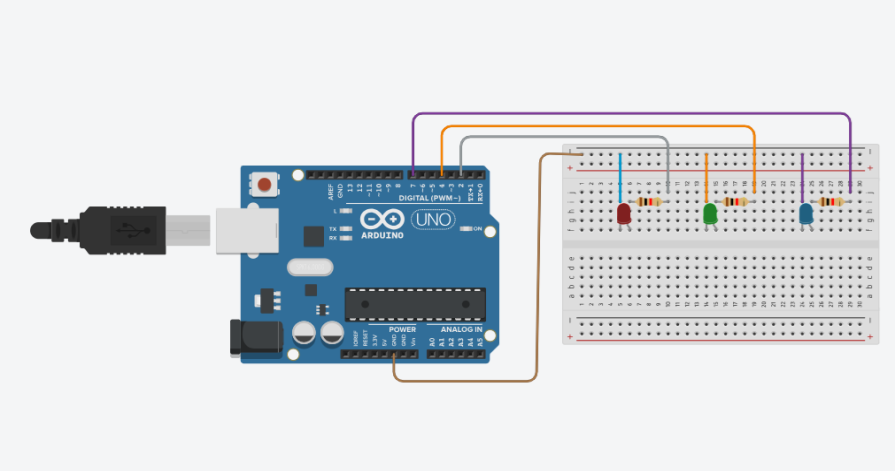 AREF
GND
13
12
~11
~10
~9
8
7
~6
~5
4
~3
2
TX→1
RX←0
DIGITAL (PWM~)
L
TX
RX
UNO
ARDUINO
ON
POWER
ANALOG IN
IOREF
RESET
3.3V
5V
GND
GND
Vin
A0
A1
A2
A3
A4
A5